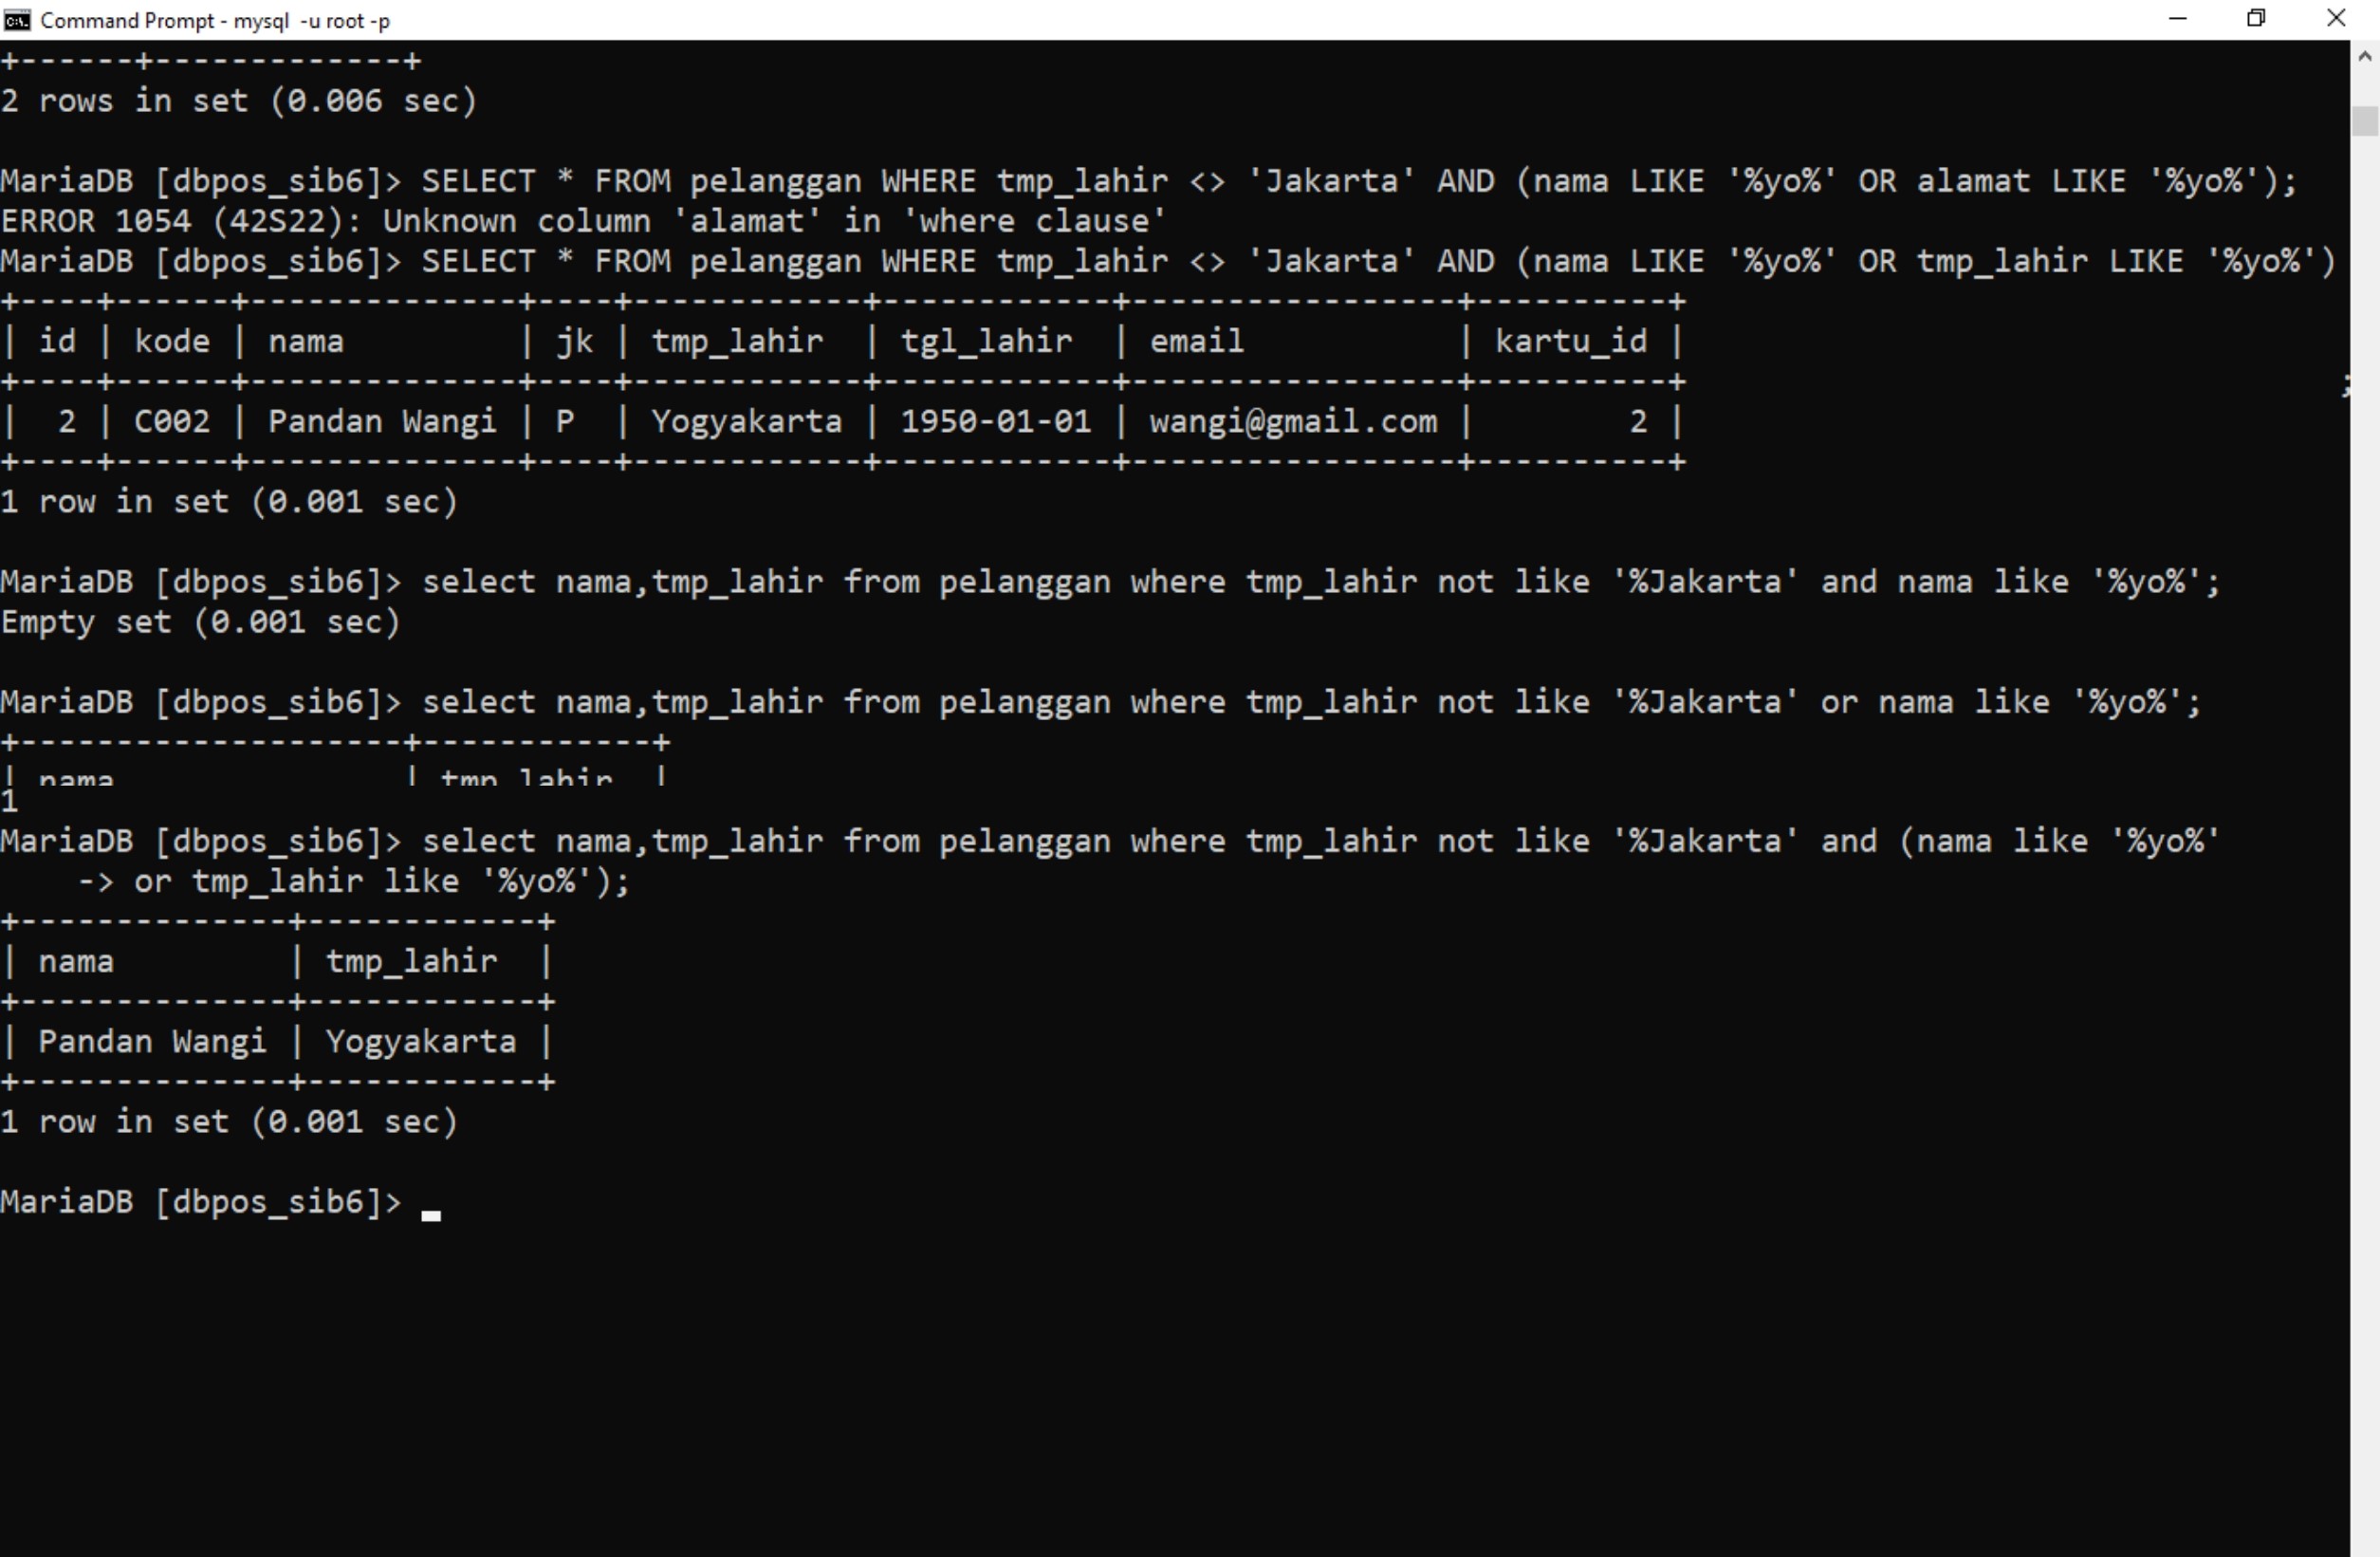 Command Prompt - mysql  -u root -p
+------+-------------+
2 rows in set (0.006 sec)
MariaDB [dbpos_sib6]> SELECT * FROM pelanggan WHERE tmp_lahir <> 'Jakarta' AND (nama LIKE '%yo%' OR alamat LIKE '%yo%');
ERROR 1054 (42S22): Unknown column 'alamat' in 'where clause'
MariaDB [dbpos_sib6]> SELECT * FROM pelanggan WHERE tmp_lahir <> 'Jakarta' AND (nama LIKE '%yo%' OR tmp_lahir LIKE '%yo%')
+----+------+--------------+----+------------+------------+-----------------+----------+
| id | kode | nama         | jk | tmp_lahir  | tgl_lahir  | email           | kartu_id |
+----+------+--------------+----+------------+------------+-----------------+----------+ ;
|  2 | C002 | Pandan Wangi | P  | Yogyakarta | 1950-01-01 | wangi@gmail.com |        2 |
+----+------+--------------+----+------------+------------+-----------------+----------+
1 row in set (0.001 sec)
MariaDB [dbpos_sib6]> select nama,tmp_lahir from pelanggan where tmp_lahir not like '%Jakarta' and nama like '%yo%';
Empty set (0.001 sec)
MariaDB [dbpos_sib6]> select nama,tmp_lahir from pelanggan where tmp_lahir not like '%Jakarta' or nama like '%yo%';
+--------------------+------------+
| nama               | tmp_lahir  |
1
MariaDB [dbpos_sib6]> select nama,tmp_lahir from pelanggan where tmp_lahir not like '%Jakarta' and (nama like '%yo%'
    -> or tmp_lahir like '%yo%');
+--------------+------------+
| nama         | tmp_lahir  |
+--------------+------------+
| Pandan Wangi | Yogyakarta |
+--------------+------------+
1 row in set (0.001 sec)
MariaDB [dbpos_sib6]>